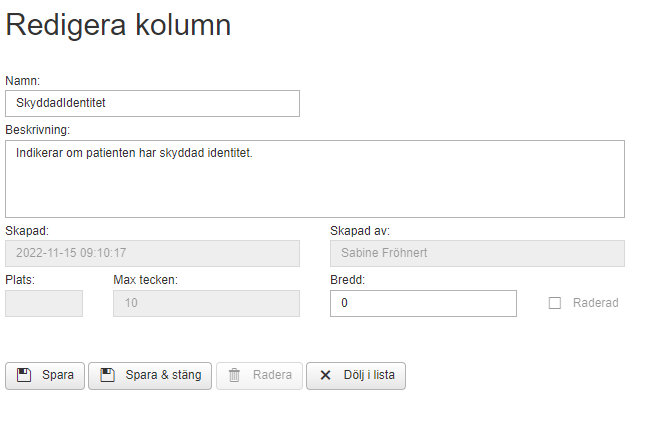 Redigera kolumn
Namn:
SkyddadIdentitet
Beskrivning:
Indikerar om patienten har skyddad identitet.
Skapad: Skapad av:
2022-11-15 09:10:17 Sabine Fröhnert
Plats: Max tecken: Bredd:
10 0 Raderad
Spara Spara & stäng Radera Dölj i lista